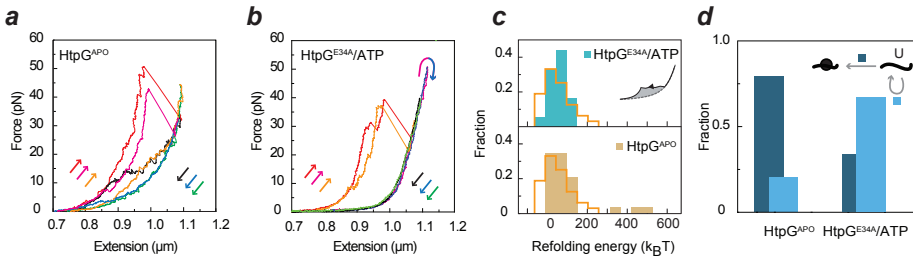 a
HtpG^APO
Force (pN)
60
50
40
30
20
10
0
0.7 0.8 0.9 1.0 1.1 1.2
Extension (µm)
b
HtpG^E34A/ATP
Force (pN)
60
50
40
30
20
10
0
0.7 0.8 0.9 1.0 1.1 1.2
Extension (µm)
c
Fraction
0.4
0.2
0
HtpG^E34A/ATP
0.4
0.2
0
HtpG^APO
0 200 400 600
Refolding energy (k_BT)
d
Fraction
1.0
0.5
0
U
HtpG^APO HtpG^E34A/ATP